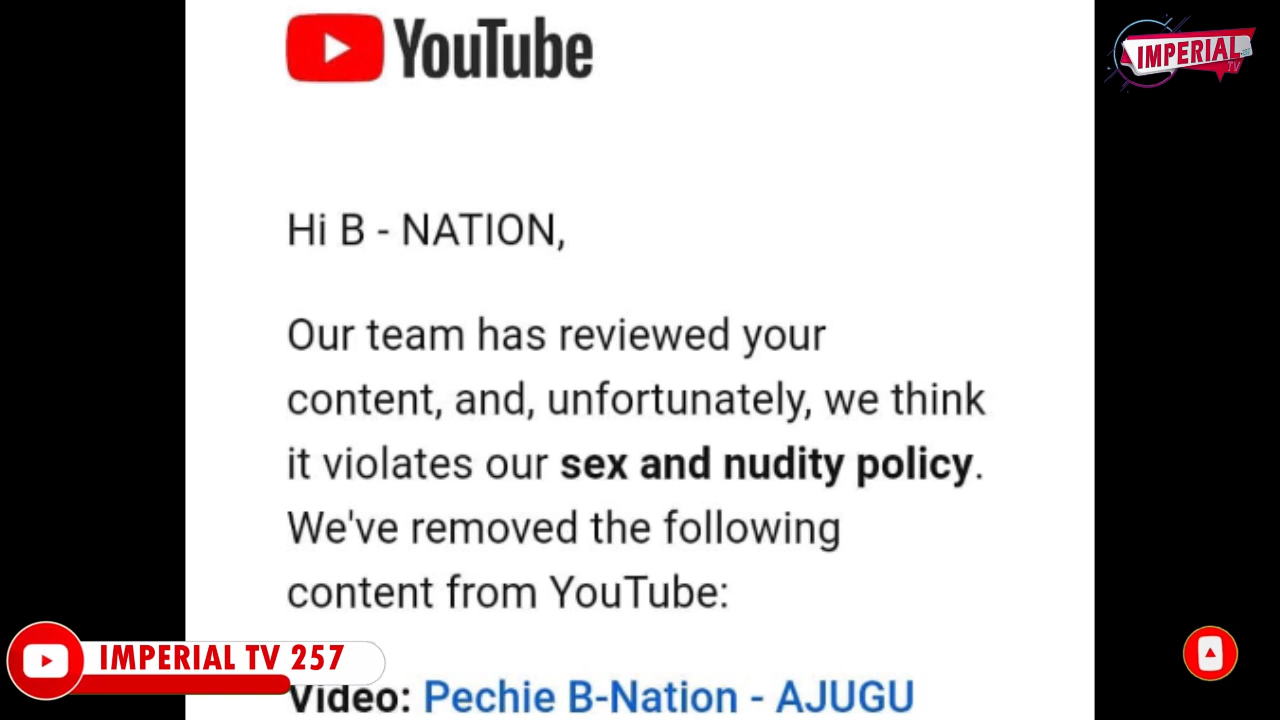 YouTube
IMPERIAL
TV
Hi B - NATION,
Our team has reviewed your
content, and, unfortunately, we think
it violates our sex and nudity policy.
We've removed the following
content from YouTube:
IMPERIAL TV 257
Video: Pechie B-Nation - AJUGU